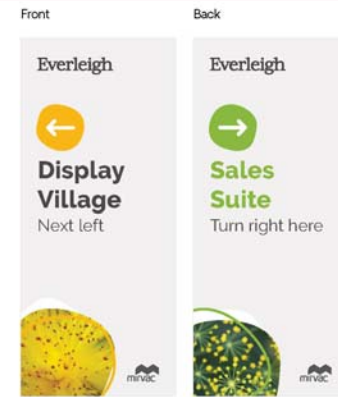 Front
Back
Everleigh
Display
Village
Next left
mirvac
Everleigh
Sales
Suite
Turn right here
mirvac